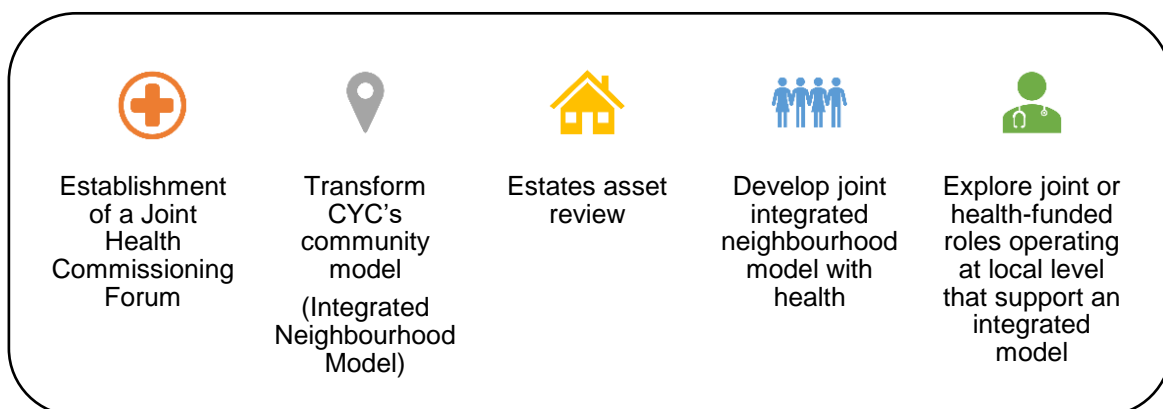 Establishment
of a Joint
Health
Commissioning
Forum
Transform
CYC’s
community
model
(Integrated
Neighbourhood
Model)
Estates asset
review
Develop joint
integrated
neighbourhood
model with
health
Explore joint or
health-funded
roles operating
at local level
that support an
integrated
model